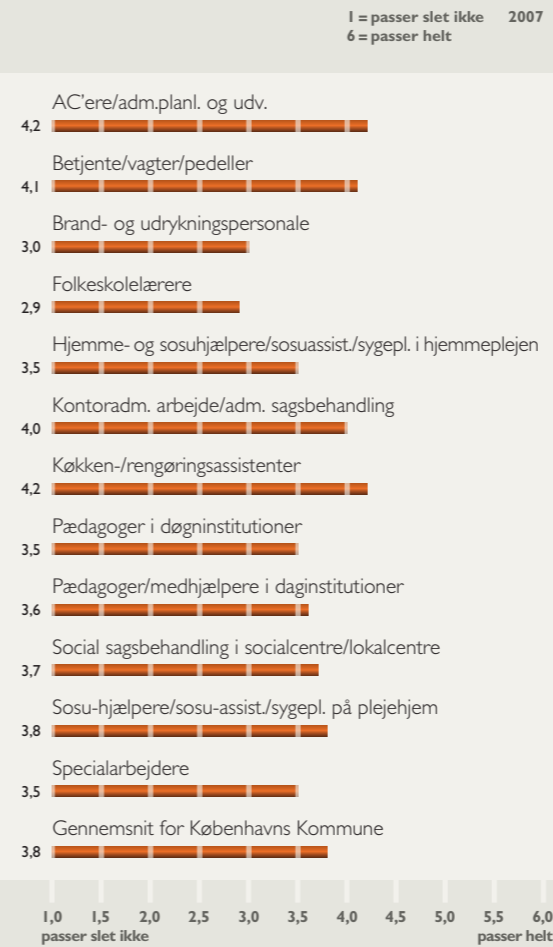 1 = passer slet ikke 2007
6 = passer helt
AC'ere/adm.planl. og udv.
4,2
Betjente/vagter/pedeller
4,1
Brand- og udrykningspersonale
3,0
Folkeskolelærere
2,9
Hjemme- og sosuhjælpere/sosuassist./sygepl. i hjemmeplejen
3,5
Kontoradm. arbejde/adm. sagsbehandling
4,0
Køkken-/rengøringsassistenter
4,2
Pædagoger i døgninstitutioner
3,5
Pædagoger/medhjælpere i daginstitutioner
3,6
Social sagsbehandling i socialcentre/lokalcentre
3,7
Sosu-hjælpere/sosu-assist./sygepl. på plejehjem
3,8
Specialarbejdere
3,5
Gennemsnit for Københavns Kommune
3,8
1,0 1,5 2,0 2,5 3,0 3,5 4,0 4,5 5,0 5,5 6,0
passer slet ikke passer helt